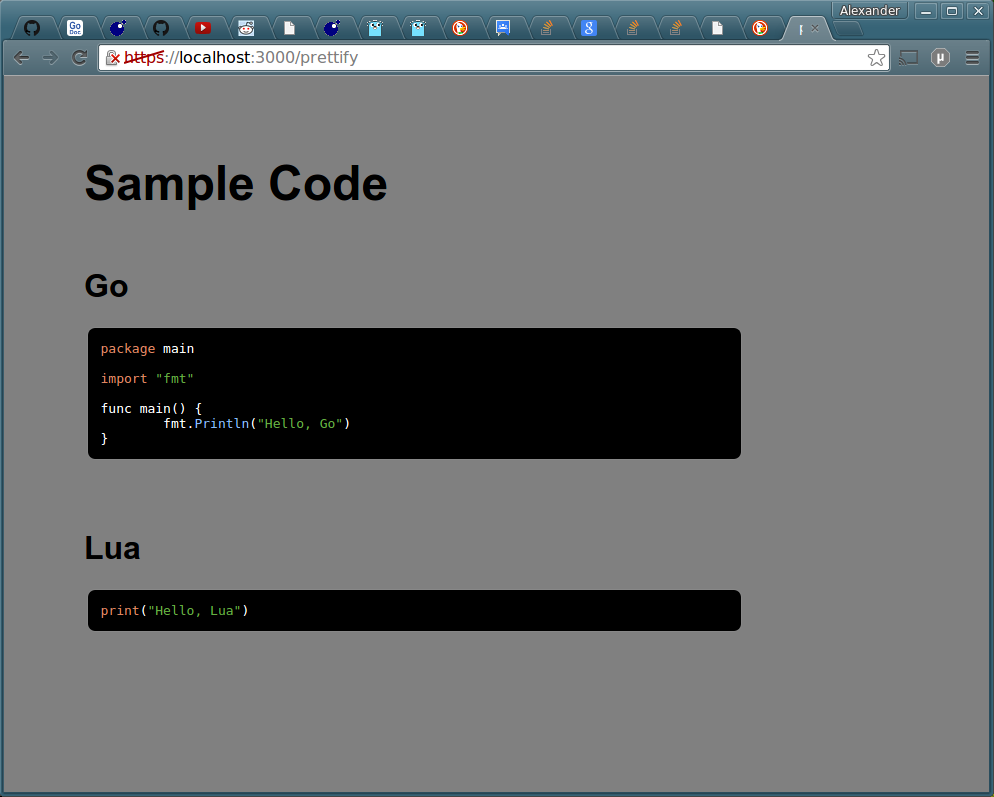 Alexander
Go
Doc
8
p
https://localhost:3000/prettify
µ
Sample Code
Go
package main
import "fmt"
func main() {
        fmt.Println("Hello, Go")
}
Lua
print("Hello, Lua")